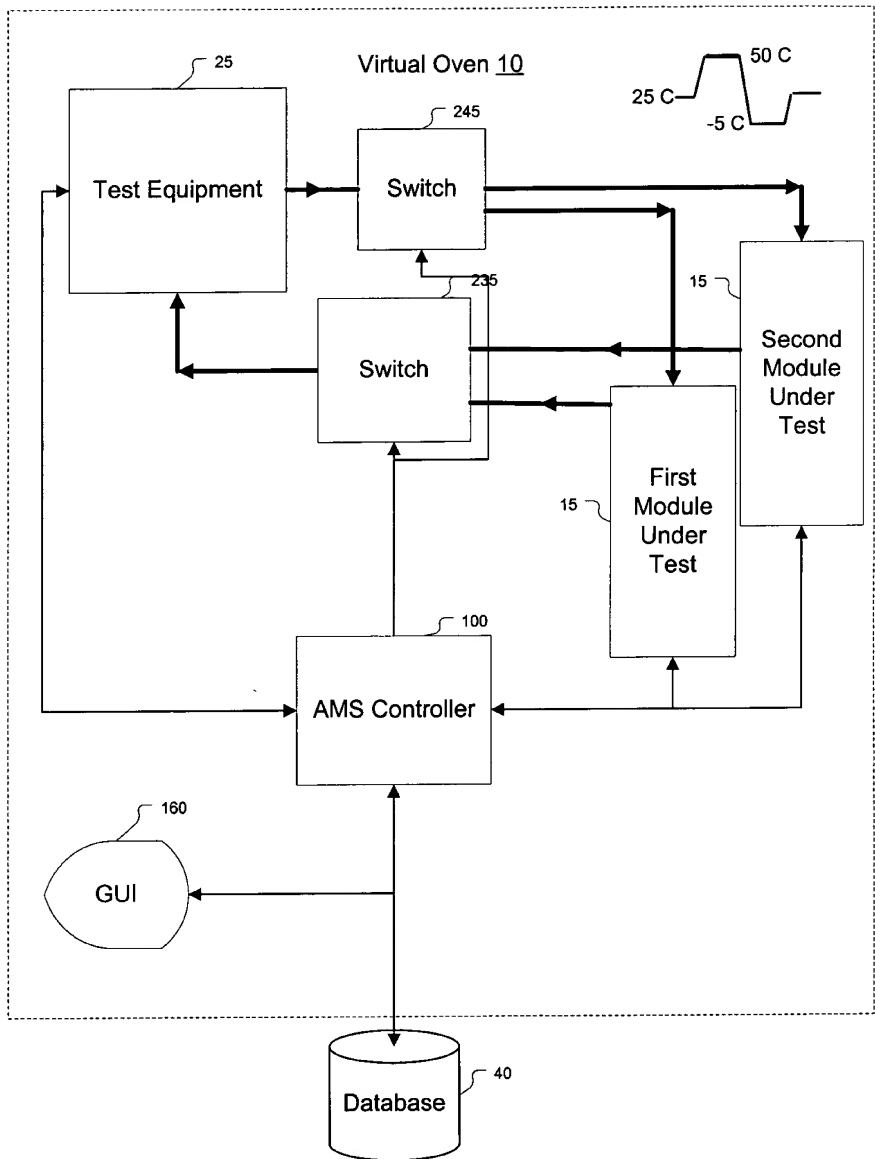 25
Virtual Oven 10
50 C
25 C
-5 C
245
Test Equipment
Switch
235
15
Switch
Second
Module
Under
Test
15
First
Module
Under
Test
100
AMS Controller
160
GUI
40
Database